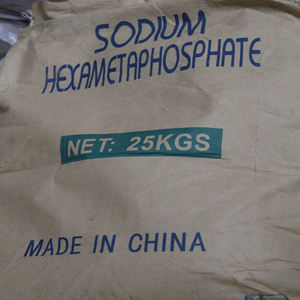 SODIUM
HEXAMETAPHOSPHATE
NET: 25KGS
MADE IN CHINA